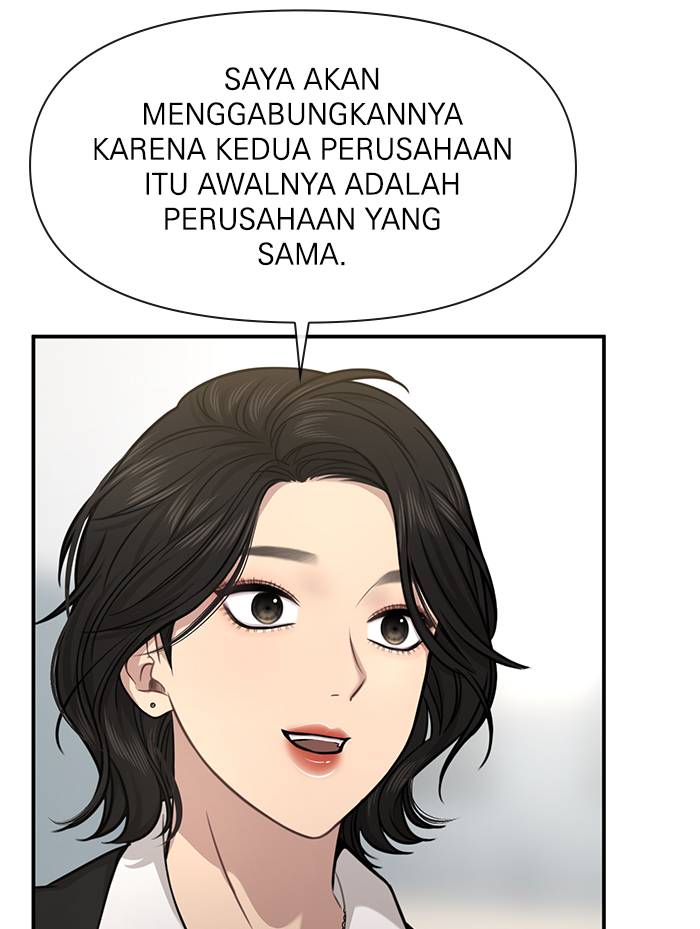 SAYA AKAN
MENGGABUNGKANNYA
KARENA KEDUA PERUSAHAAN
ITU AWALNYA ADALAH
PERUSAHAAN YANG
SAMA.